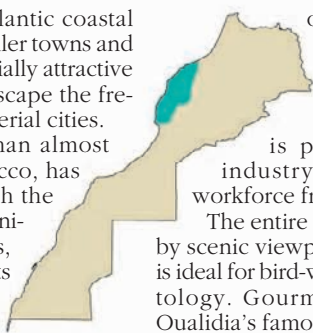 lantic coastal
ller towns and
ially attractive
scape the fre-
erial cities.
han almost
cco, has
h the
ni-
s,
ts
o
is p
industry
workforce fr
The entire
by scenic viewp
is ideal for bird-w
tology. Gourm
Oualidia's famo